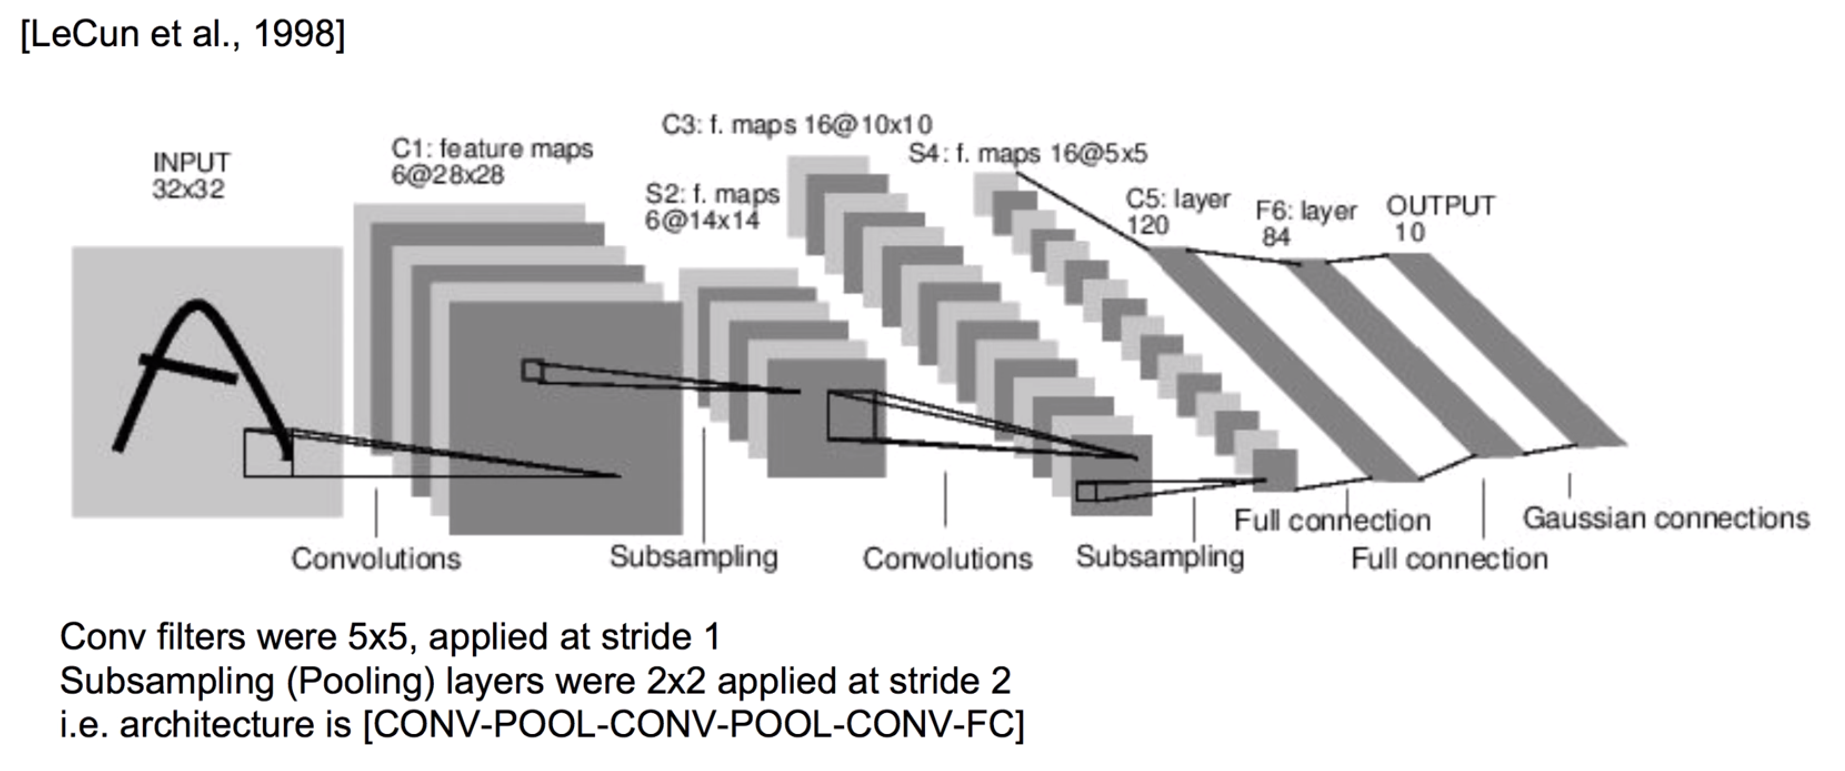 [LeCun et al., 1998]
INPUT
32x32
C1: feature maps
6@28x28
S2: f. maps
6@14x14
C3: f. maps 16@10x10
S4: f. maps 16@5x5
C5: layer
120
F6: layer
84
OUTPUT
10
Convolutions
Subsampling
Convolutions
Subsampling
Full connection
Full connection
Gaussian connections
Conv filters were 5x5, applied at stride 1
Subsampling (Pooling) layers were 2x2 applied at stride 2
i.e. architecture is [CONV-POOL-CONV-POOL-CONV-FC]